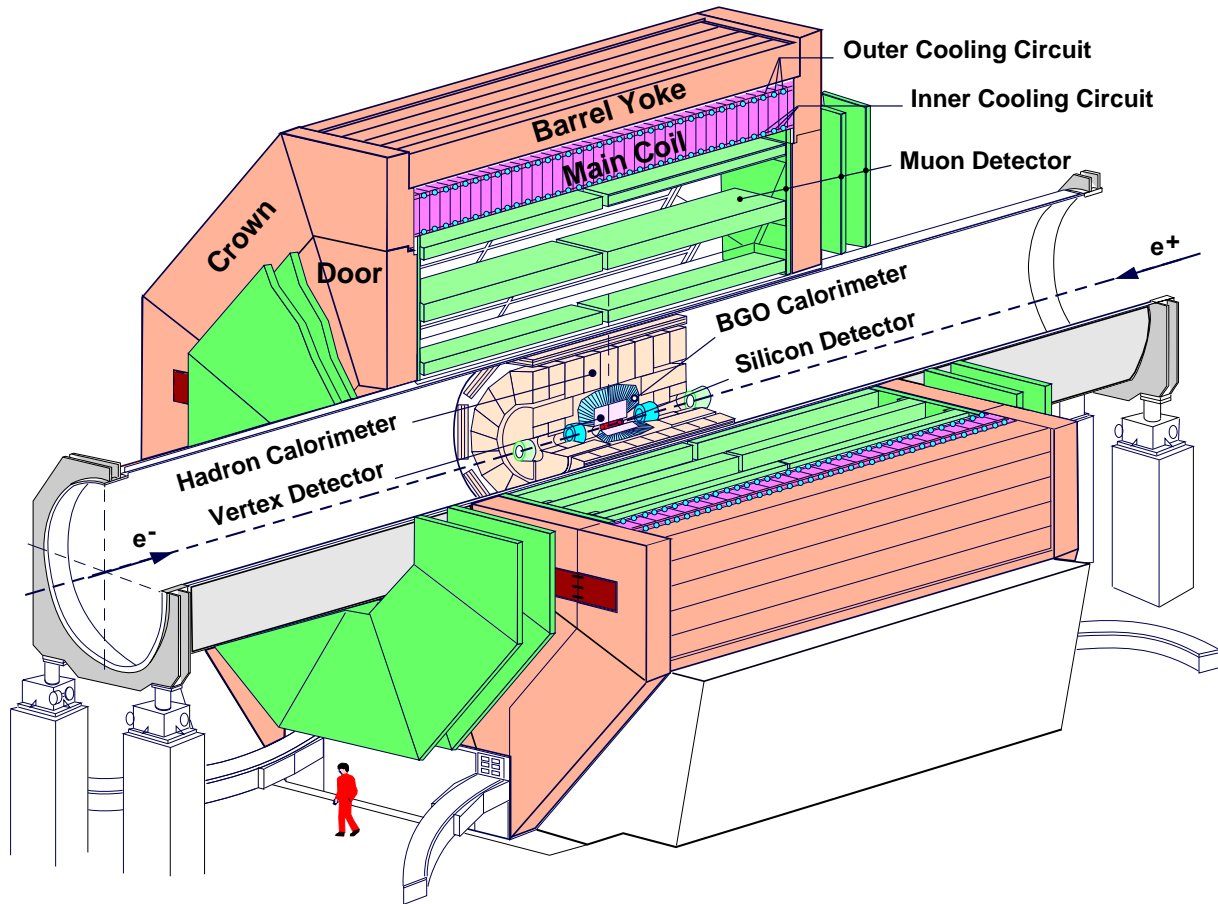 Outer Cooling Circuit
Inner Cooling Circuit
Barrel Yoke
Main Coil
Muon Detector
Crown
Door
e+
BGO Calorimeter
Silicon Detector
Hadron Calorimeter
Vertex Detector
e-